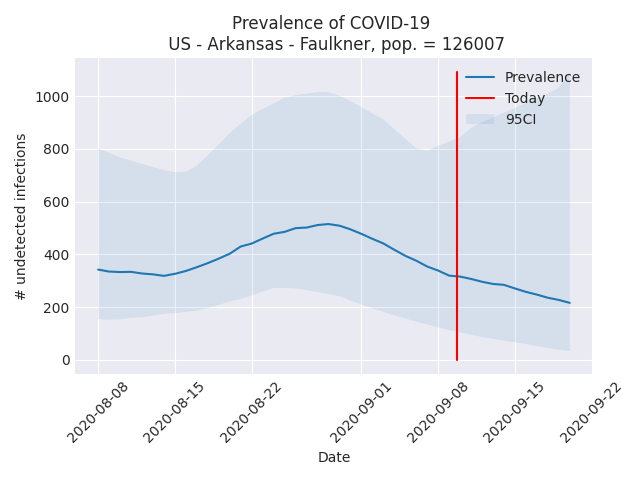 Prevalence of COVID-19
US - Arkansas - Faulkner, pop. = 126007
Prevalence
Today
95CI
# undetected infections
1000
800
600
400
200
0
2020-08-08
2020-08-15
2020-08-22
2020-09-01
2020-09-08
2020-09-15
2020-09-22
Date